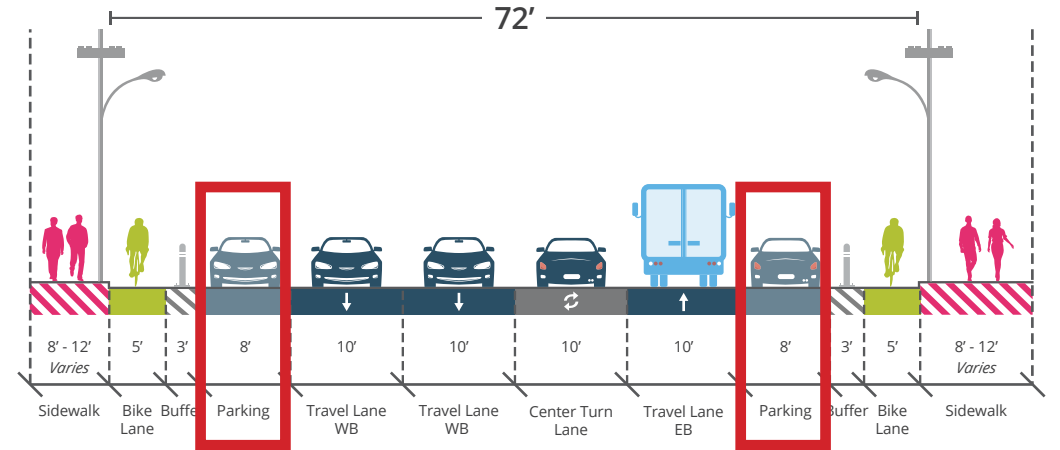 72’
8’ - 12’
Varies
5’
3’
8’
10’
10’
10’
10’
8’
3’
5’
8’ - 12’
Varies
Sidewalk
Bike
Lane
Buffe
Parking
Travel Lane
WB
Travel Lane
WB
Center Turn
Lane
Travel Lane
EB
Parking
Buffer
Bike
Lane
Sidewalk